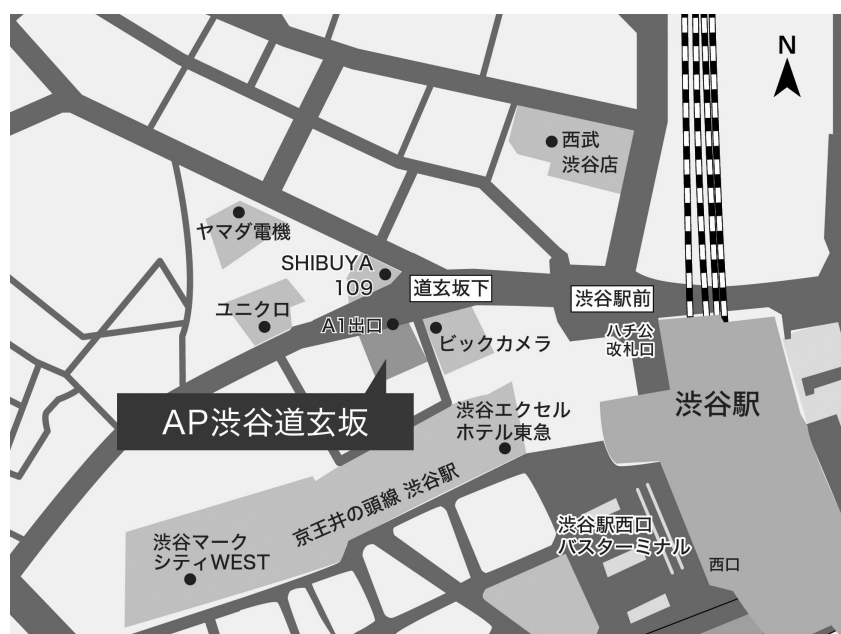 N
西武
渋谷店
ヤマダ電機
SHIBUYA
109
道玄坂下
渋谷駅前
ユニクロ
A1出口
ビックカメラ
ハチ公
改札口
AP渋谷道玄坂
渋谷エクセル
ホテル東急
渋谷駅
京王井の頭線 渋谷駅
渋谷マーク
シティWEST
渋谷駅西口
バスターミナル
西口